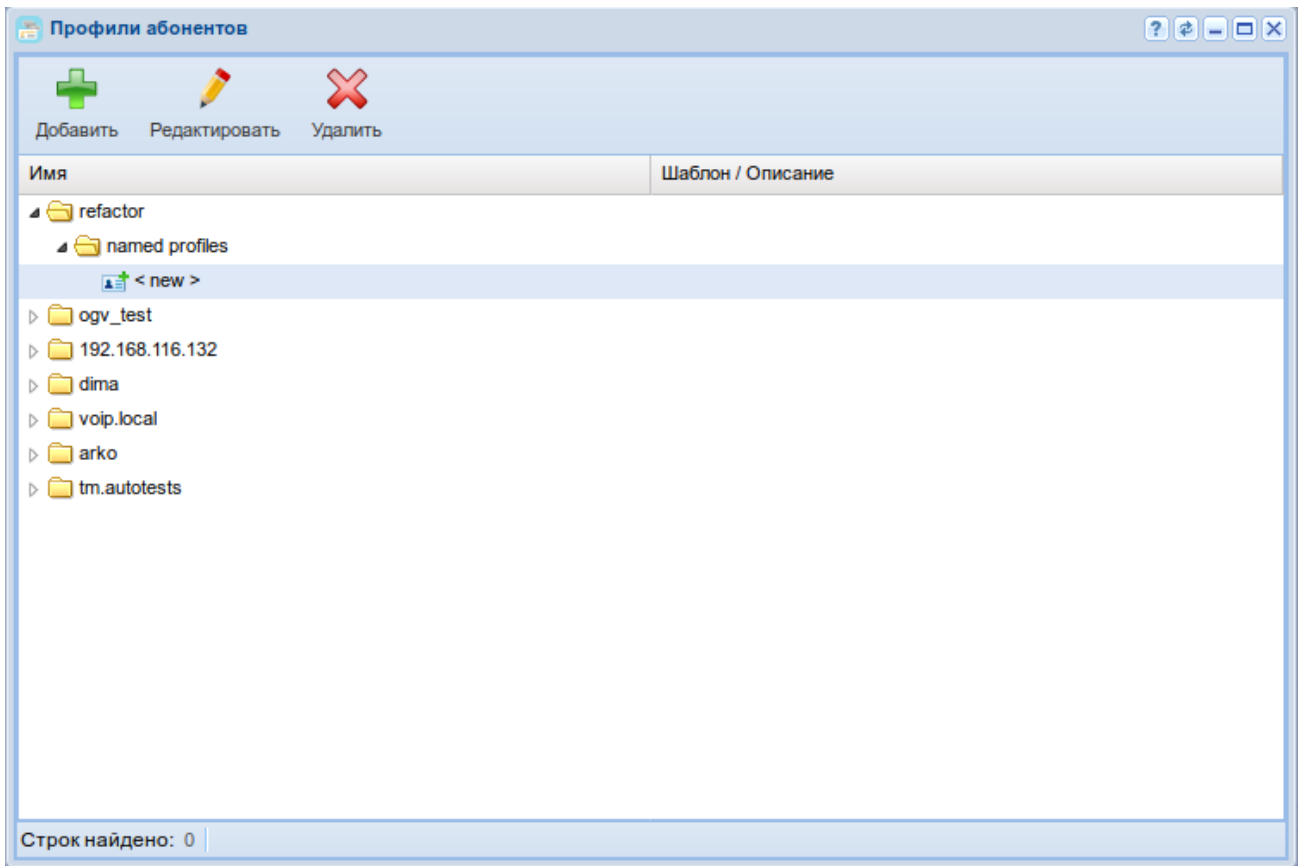 Профили абонентов
Добавить Редактировать Удалить
Имя Шаблон / Описание
refactor
named profiles
< new >
ogv_test
192.168.116.132
dima
voip.local
arko
tm.autotests
Строк найдено: 0